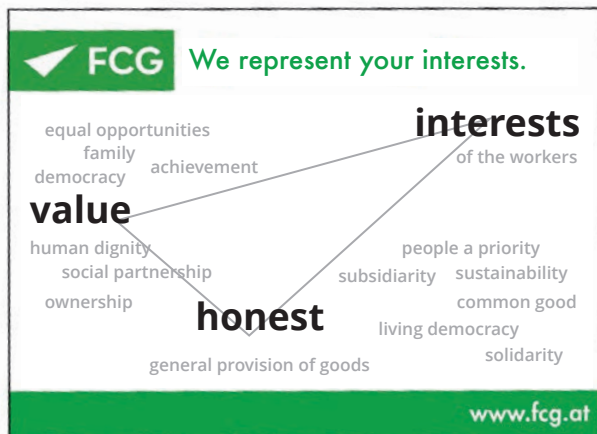 FCG
We represent your interests.
interests
of the workers
equal opportunities
family
achievement
democracy
value
human dignity
social partnership
ownership
honest
general provision of goods
people a priority
subsidiarity
sustainability
common good
living democracy
solidarity
www.fcg.at